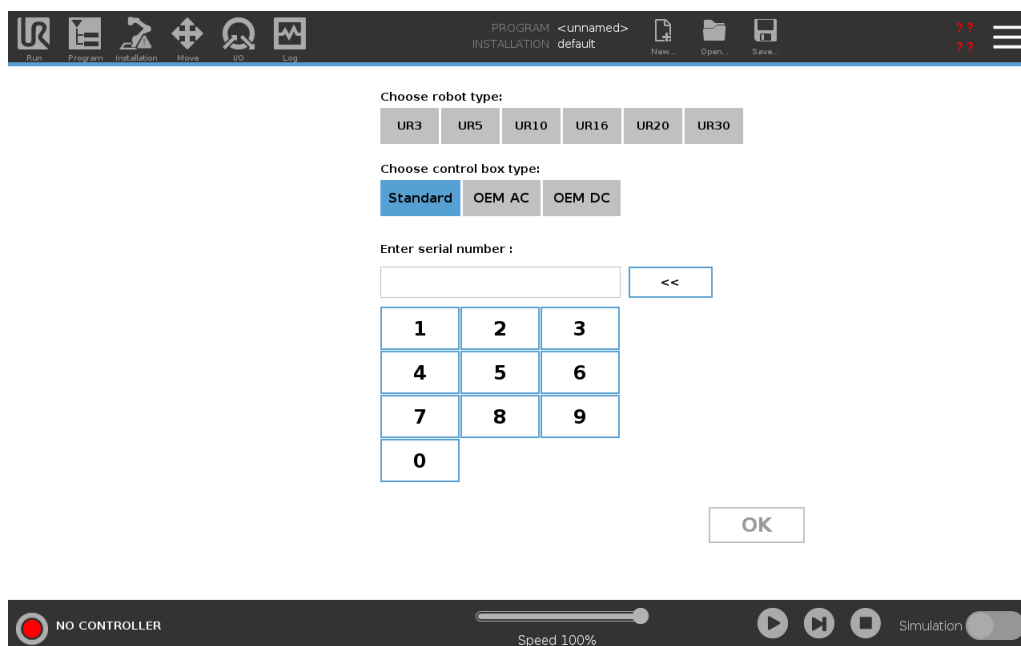 PROGRAM <unnamed>
INSTALLATION default
UR
Run Program Installation Move I/O Log New... Open... Save...
? ?
? ?
Choose robot type:
UR3 UR5 UR10 UR16 UR20 UR30
Choose control box type:
Standard OEM AC OEM DC
Enter serial number :
<<
1 2 3
4 5 6
7 8 9
0
OK
NO CONTROLLER
Speed 100%
Simulation